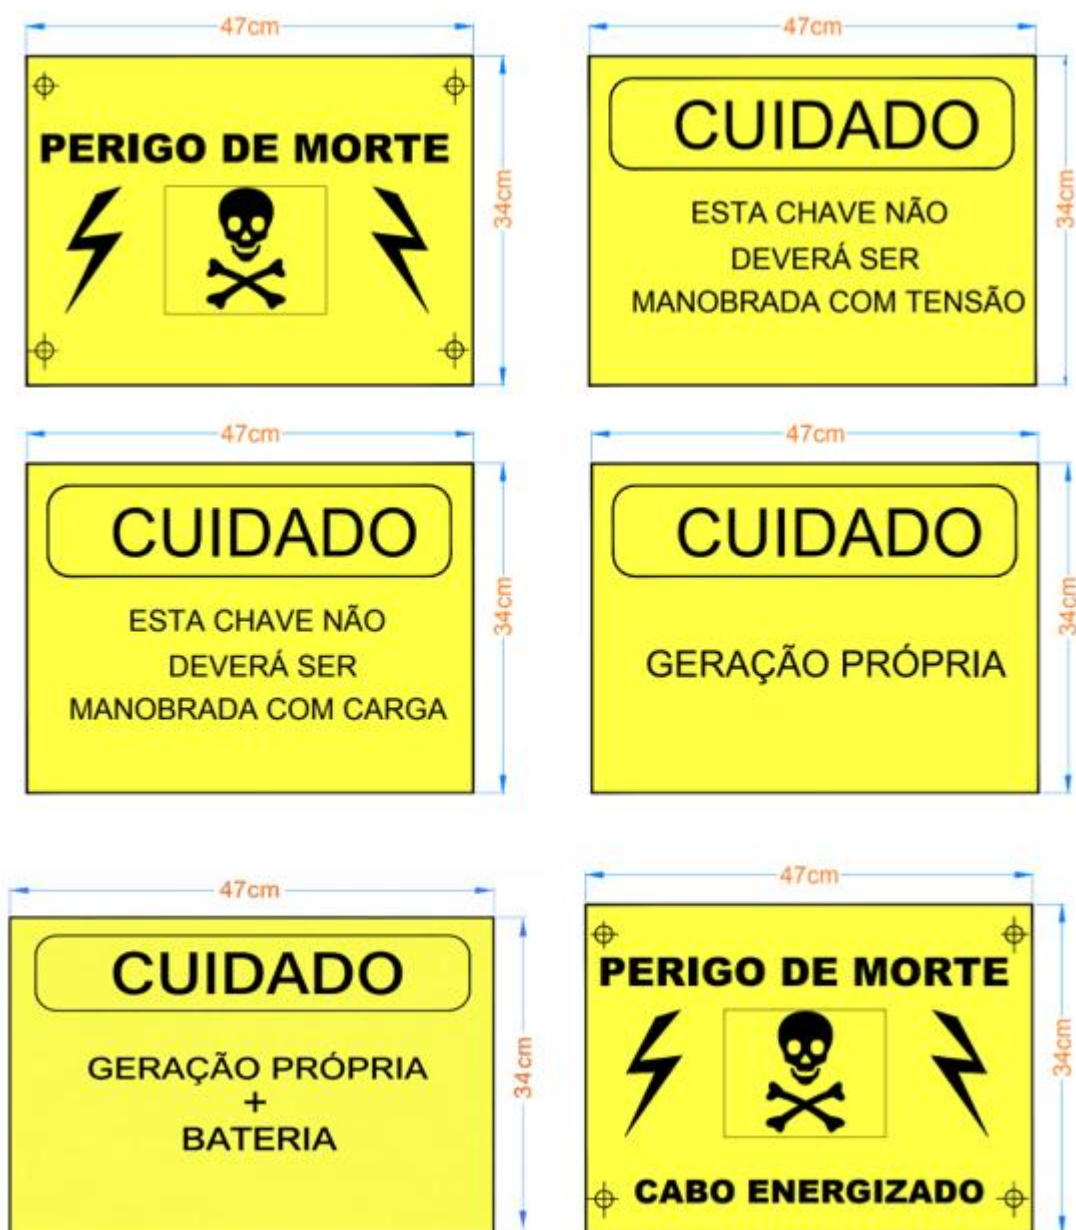 47cm
PERIGO DE MORTE
34cm
47cm
CUIDADO
ESTA CHAVE NÃO
DEVERÁ SER
MANOBRADA COM TENSÃO
34cm
47cm
CUIDADO
ESTA CHAVE NÃO
DEVERÁ SER
MANOBRADA COM CARGA
34cm
47cm
CUIDADO
GERAÇÃO PRÓPRIA
34cm
47cm
CUIDADO
GERAÇÃO PRÓPRIA
+
BATERIA
34cm
47cm
PERIGO DE MORTE
CABO ENERGIZADO
34cm